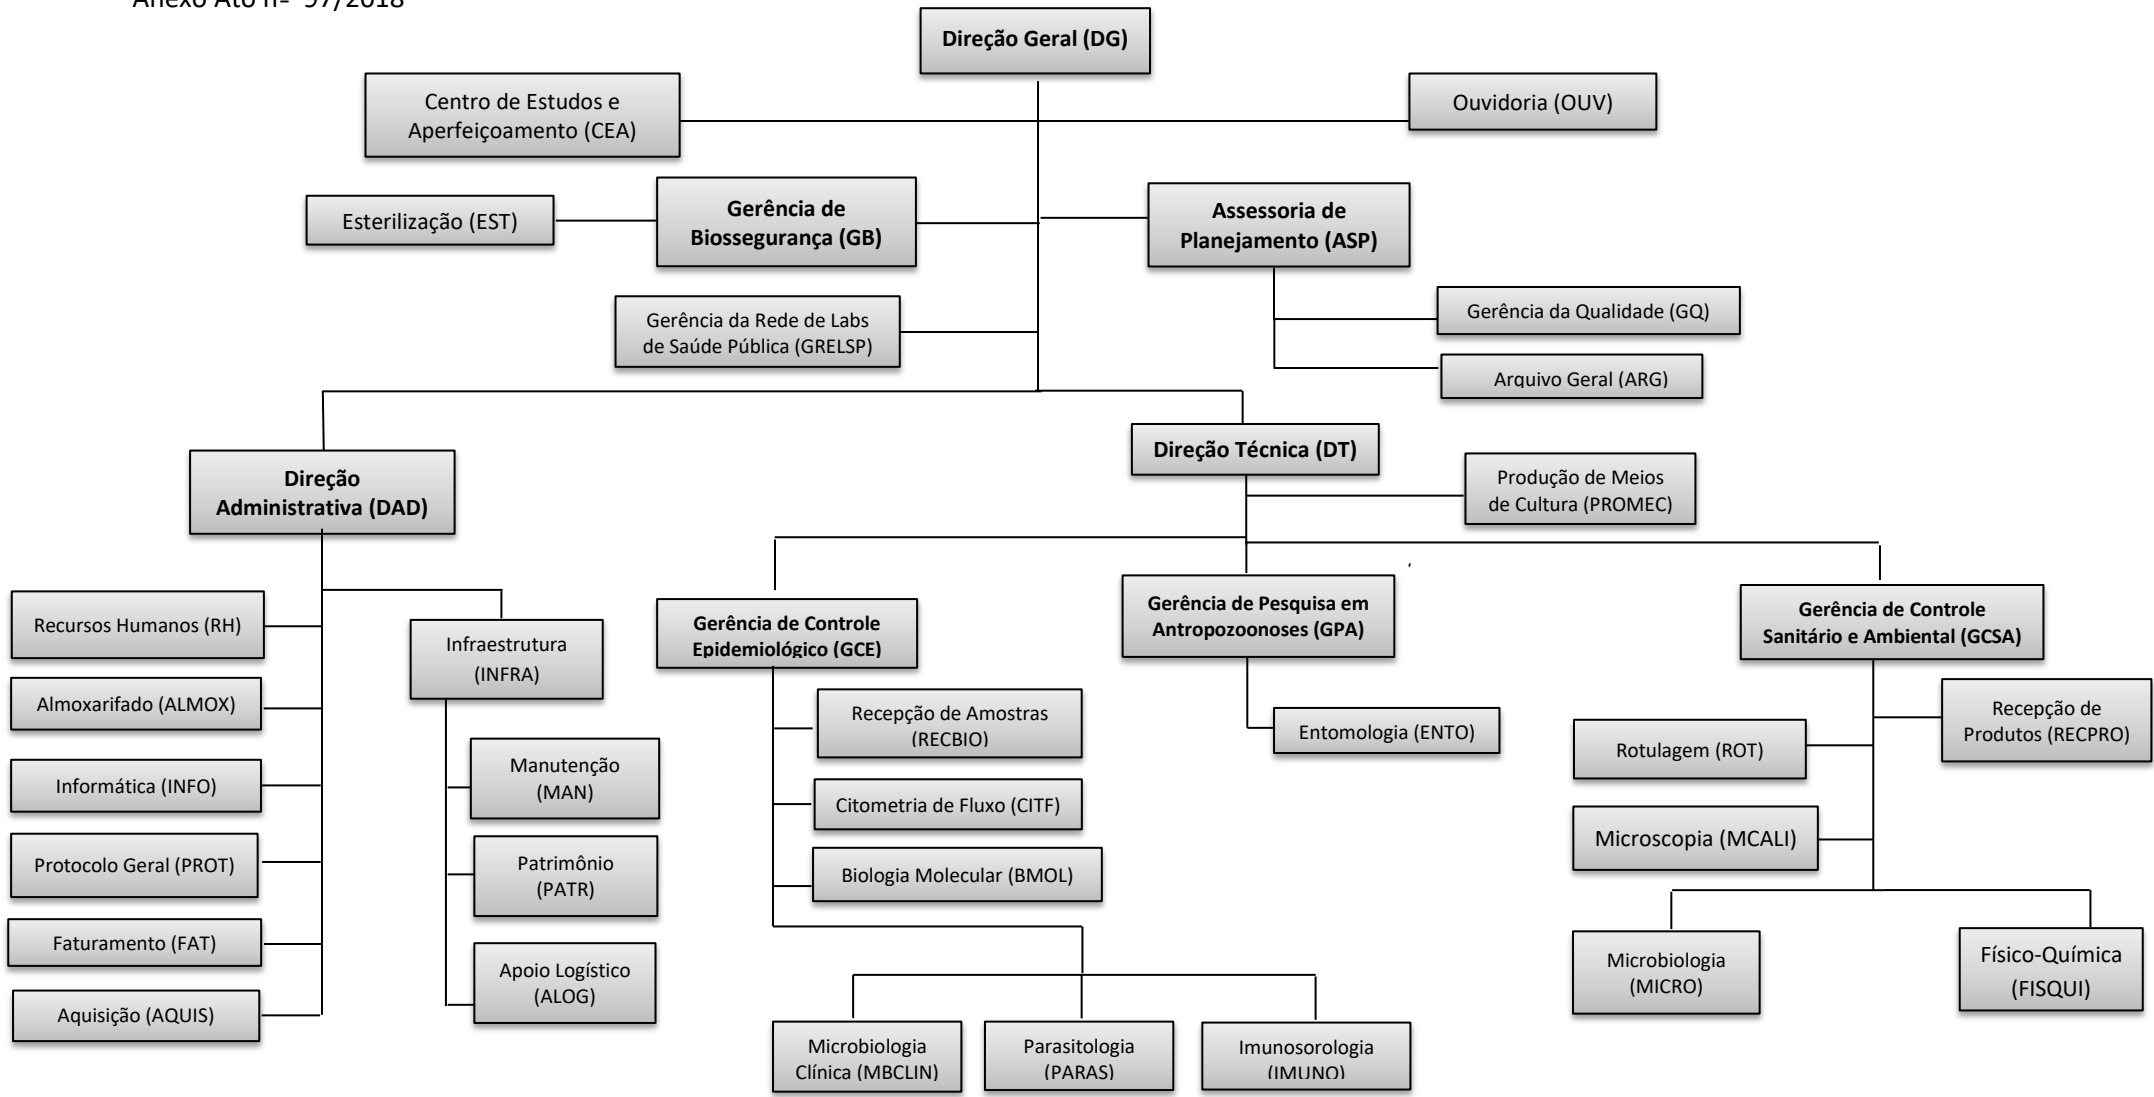 Anexo Ato nº 97/2018
Direção Geral (DG)
Centro de Estudos e
Aperfeiçoamento (CEA)
Ouvidoria (OUV)
Esterilização (EST)
Gerência de
Biossegurança (GB)
Assessoria de
Planejamento (ASP)
Gerência da Rede de Labs
de Saúde Pública (GRELSP)
Gerência da Qualidade (GQ)
Arquivo Geral (ARG)
Direção
Administrativa (DAD)
Direção Técnica (DT)
Produção de Meios
de Cultura (PROMEC)
Recursos Humanos (RH)
Almoxarifado (ALMOX)
Informática (INFO)
Protocolo Geral (PROT)
Faturamento (FAT)
Aquisição (AQUIS)
Infraestrutura
(INFRA)
Manutenção
(MAN)
Patrimônio
(PATR)
Apoio Logístico
(ALOG)
Gerência de Controle
Epidemiológico (GCE)
Recepção de Amostras
(RECBIO)
Citometria de Fluxo (CITF)
Biologia Molecular (BMOL)
Microbiologia
Clínica (MBCLIN)
Parasitologia
(PARAS)
Imunosorologia
(IMUNO)
Gerência de Pesquisa em
Antropozoonoses (GPA)
Entomologia (ENTO)
Gerência de Controle
Sanitário e Ambiental (GCSA)
Recepção de
Produtos (RECPRO)
Rotulagem (ROT)
Microscopia (MCALI)
Microbiologia
(MICRO)
Físico-Química
(FISQUI)